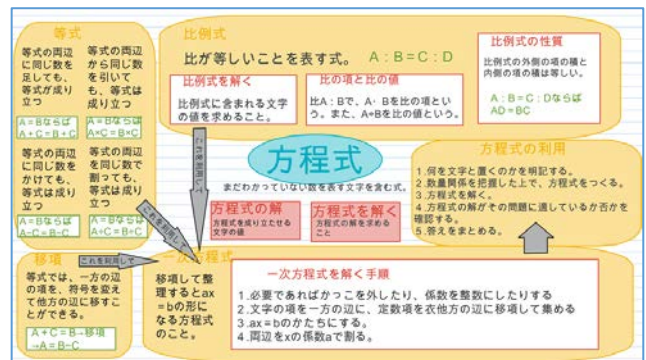 等式
等式の両辺
に同じ数を
足しても、
等式が成り
立つ
A=Bならば
A+C=B+C
等式の両辺
から同じ数
を引いて
も、等式は
成り立つ
A=Bならば
A×C=B×C
等式の両辺
に同じ数を
かけても、
等式は成り
立つ
A=Bならば
A−C=B−C
等式の両辺
を同じ数で
割っても、
等式は成り
立つ
A=Bならば
A÷C=B÷C
移項
等式では、一方の辺
の項を、符号を変え
て他方の辺に移すこ
とができる。
A+C=B→移項
→A=B−C
これを利用して
これを利用して
これを利用して
比例式
比が等しいことを表す式。 A:B=C:D
比例式を解く
比例式に含まれる文字
の値を求めること。
比の項と比の値
比A:Bで、A・Bを比の項とい
う。また、A÷Bを比の値という。
比例式の性質
比例式の外側の項の積と
内側の項の積は等しい。
A:B=C:Dならば
AD=BC
方程式
まだわかっていない数を表す文字を含む式。
方程式の解
方程式を成り立たせる
文字の値
方程式を解く
方程式の解を求める
こと
方程式の利用
1.何を文字と置くのかを明記する。
2.数量関係を把握した上で、方程式をつくる。
3.方程式を解く。
4.方程式の解がその問題に適しているか否かを
確認する。
5.答えをまとめる。
一次方程式
移項して整
理するとax
=bの形に
なる方程式
のこと。
一次方程式を解く手順
1.必要であればかっこを外したり、係数を整数にしたりする
2.文字の項を一方の辺に、定数項を衣他方の辺に移項して集める
3.ax=bのかたちにする。
4.両辺をxの係数aで割る。